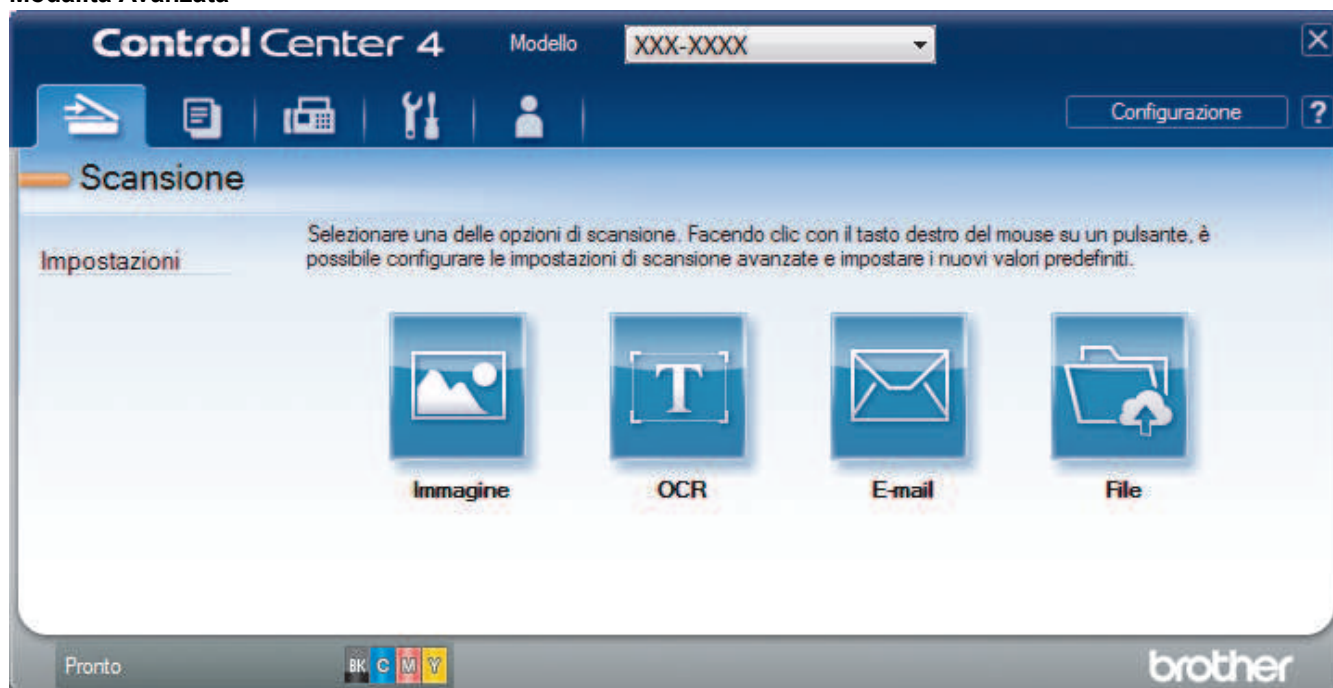 Modalità Avanzata
Control Center 4 Modello XXX-XXXX
Configurazione ?
Scansione
Impostazioni
Selezionare una delle opzioni di scansione. Facendo clic con il tasto destro del mouse su un pulsante, è
possibile configurare le impostazioni di scansione avanzate e impostare i nuovi valori predefiniti.
T
Immagine OCR E-mail File
Pronto BK C M Y brother